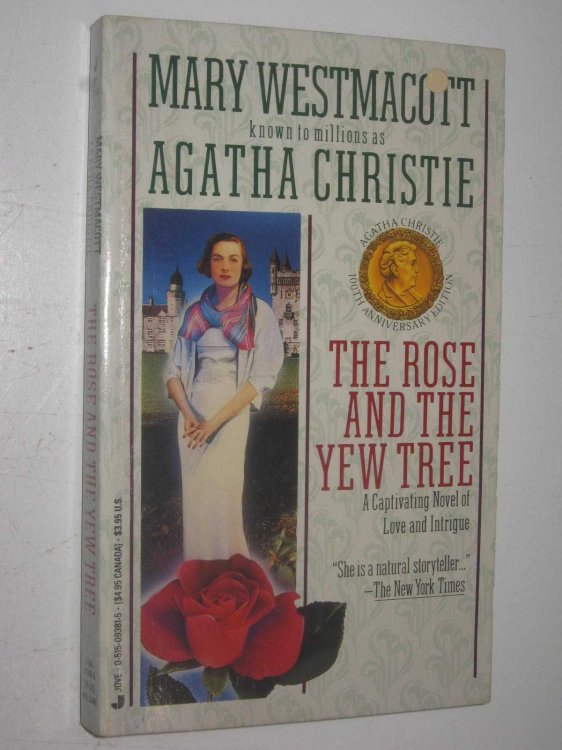 MARY WESTMACOTT
known to millions as
AGATHA CHRISTIE
AGATHA CHRISTIE
100TH ANNIVERSARY EDITION
THE ROSE
AND THE
YEW TREE
A Captivating Novel of
Love and Intrigue
"She is a natural storyteller..."
—The New York Times
JOVE · 0-515-09381-5 · [$4.95 CANADA] · $3.95 U.S.
MARY WESTMACOTT
THE ROSE AND THE YEW TREE